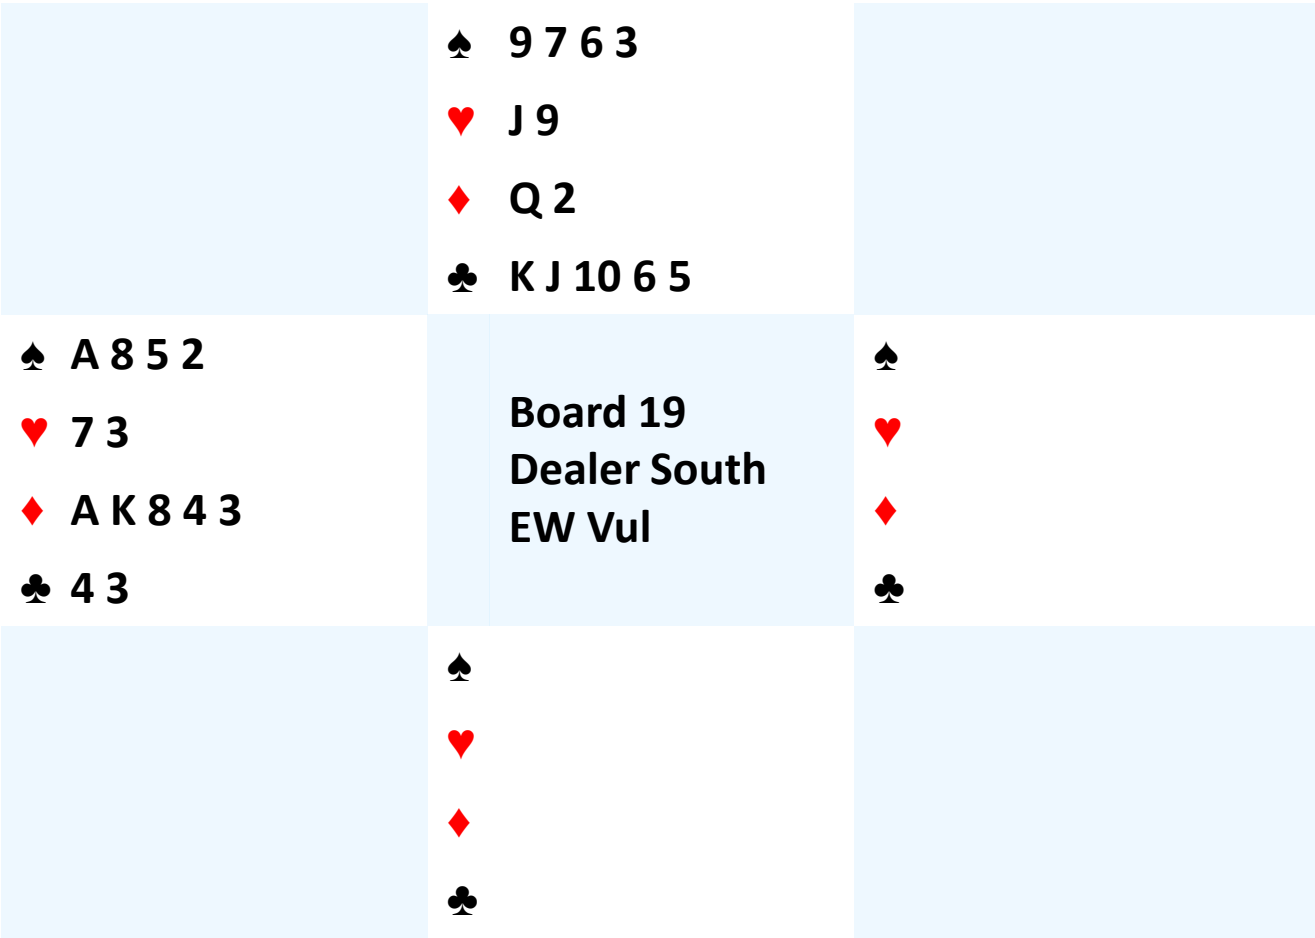 ♠ 9 7 6 3
♥ J 9
♦ Q 2
♣ K J 10 6 5
♠ A 8 5 2
♥ 7 3
♦ A K 8 4 3
♣ 4 3
Board 19
Dealer South
EW Vul
♠
♥
♦
♣
♠
♥
♦
♣